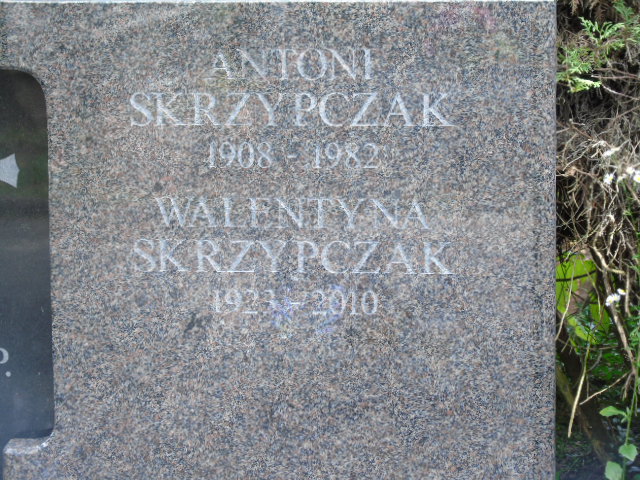 ANTONI
SKRZYPCZAK
1908 - 1982
WALENTYNA
SKRZYPCZAK
1923 - 2010
P.